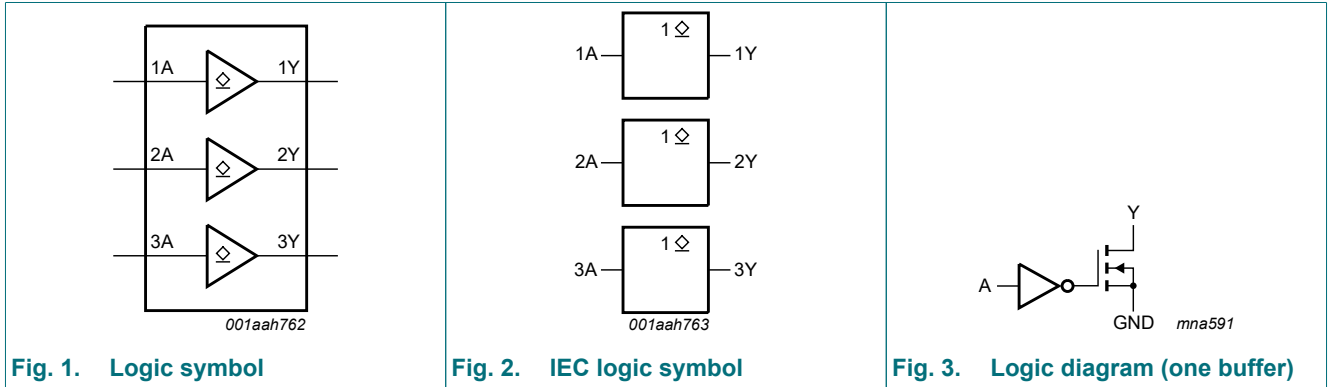 1A 1Y
2A 2Y
3A 3Y
001aah762
Fig. 1. Logic symbol
1
1A 1Y
1
2A 2Y
1
3A 3Y
001aah763
Fig. 2. IEC logic symbol
Y
A
GND mna591
Fig. 3. Logic diagram (one buffer)